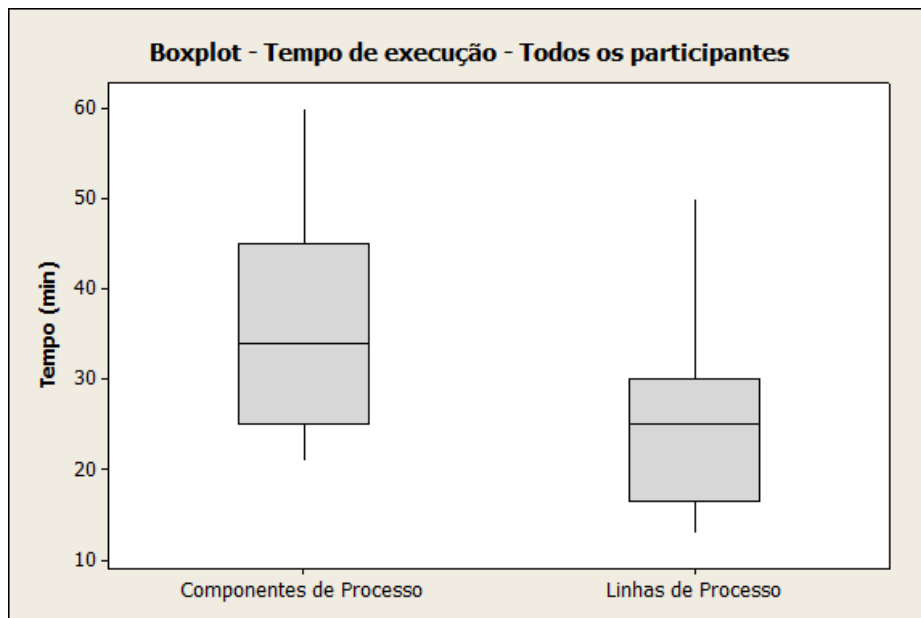 Boxplot - Tempo de execução - Todos os participantes
Tempo (min)
60
50
40
30
20
10
Componentes de Processo
Linhas de Processo